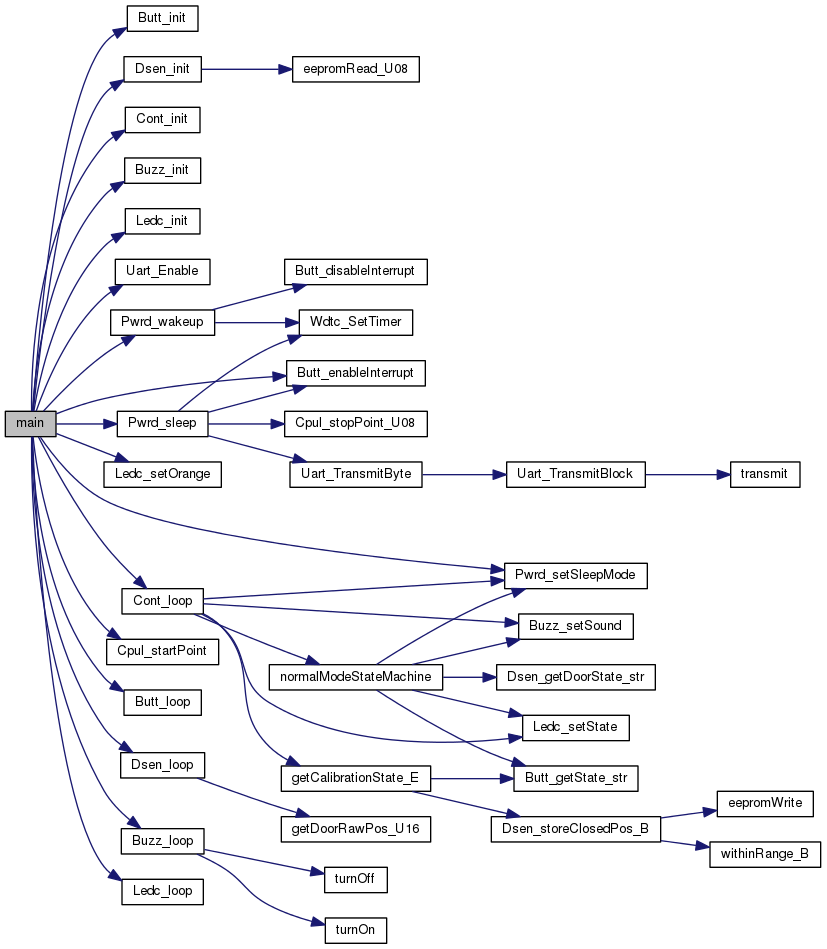 Butt_init
Dsen_init
eepromRead_U08
Cont_init
Buzz_init
Ledc_init
Uart_Enable
Butt_disableInterrupt
Pwrd_wakeup
Wdtc_SetTimer
Butt_enableInterrupt
main
Pwrd_sleep
Cpul_stopPoint_U08
Ledc_setOrange
Uart_TransmitByte
Uart_TransmitBlock
transmit
Pwrd_setSleepMode
Cont_loop
Buzz_setSound
Cpul_startPoint
normalModeStateMachine
Dsen_getDoorState_str
Butt_loop
Ledc_setState
Dsen_loop
getCalibrationState_E
Butt_getState_str
eepromWrite
getDoorRawPos_U16
Dsen_storeClosedPos_B
Buzz_loop
withinRange_B
turnOff
Ledc_loop
turnOn